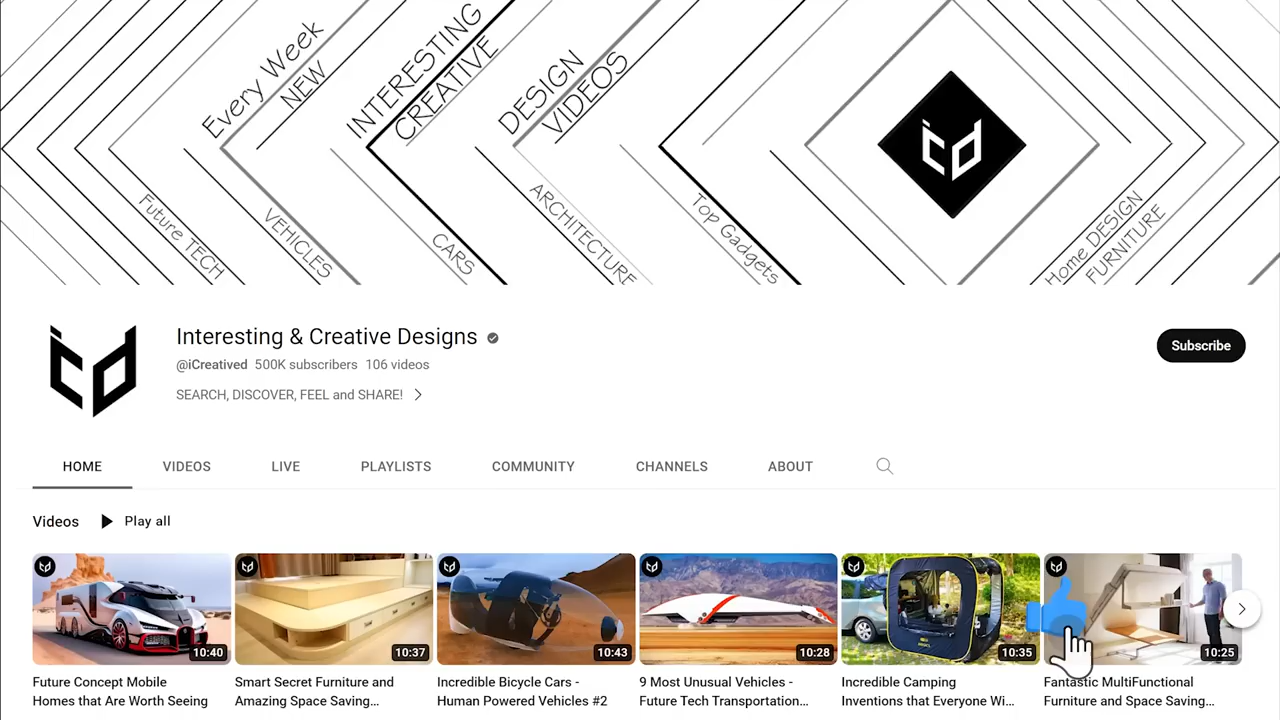 Every Week
NEW
INTERESTING
CREATIVE
DESIGN
VIDEOS
Future TECH
VEHICLES
CARS
ARCHITECTURE
Top Gadgets
Home DESIGN
FURNITURE
icd
icd
Interesting & Creative Designs
@iCreatived 500K subscribers 106 videos
SEARCH, DISCOVER, FEEL and SHARE!
Subscribe
HOME VIDEOS LIVE PLAYLISTS COMMUNITY CHANNELS ABOUT
Videos Play all
10:40 10:37 10:43 10:28 10:35 10:25
Future Concept Mobile
Homes that Are Worth Seeing
Smart Secret Furniture and
Amazing Space Saving...
Incredible Bicycle Cars -
Human Powered Vehicles #2
9 Most Unusual Vehicles -
Future Tech Transportation...
Incredible Camping
Inventions that Everyone Wi...
Fantastic MultiFunctional
Furniture and Space Saving...